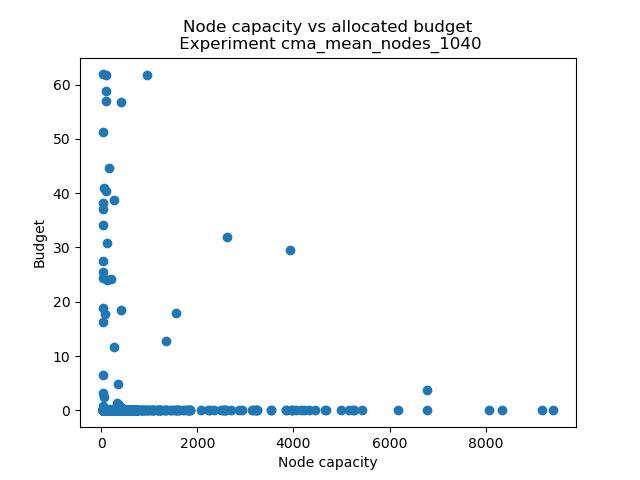 Node capacity vs allocated budget
Experiment cma_mean_nodes_1040
60
50
40
30
20
10
0
Budget
0 2000 4000 6000 8000
Node capacity